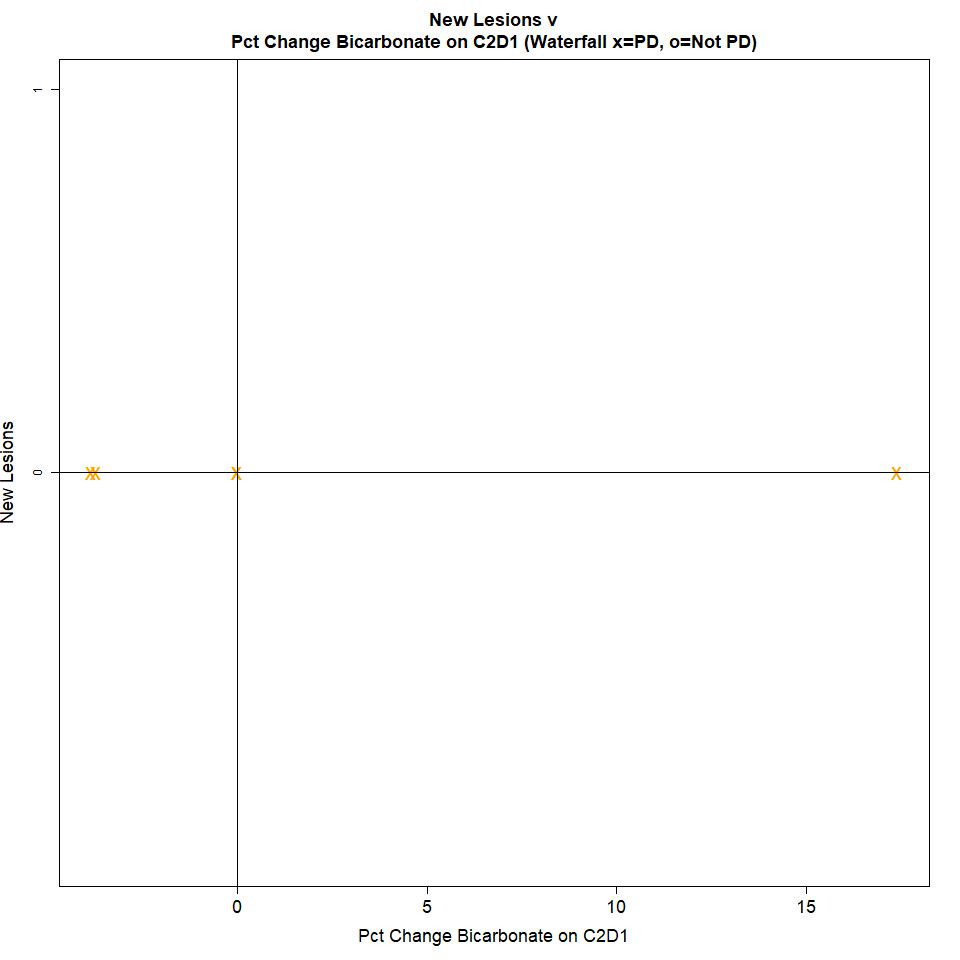 New Lesions v
Pct Change Bicarbonate on C2D1 (Waterfall x=PD, o=Not PD)
1
New Lesions
0
X X X X
0 5 10 15
Pct Change Bicarbonate on C2D1